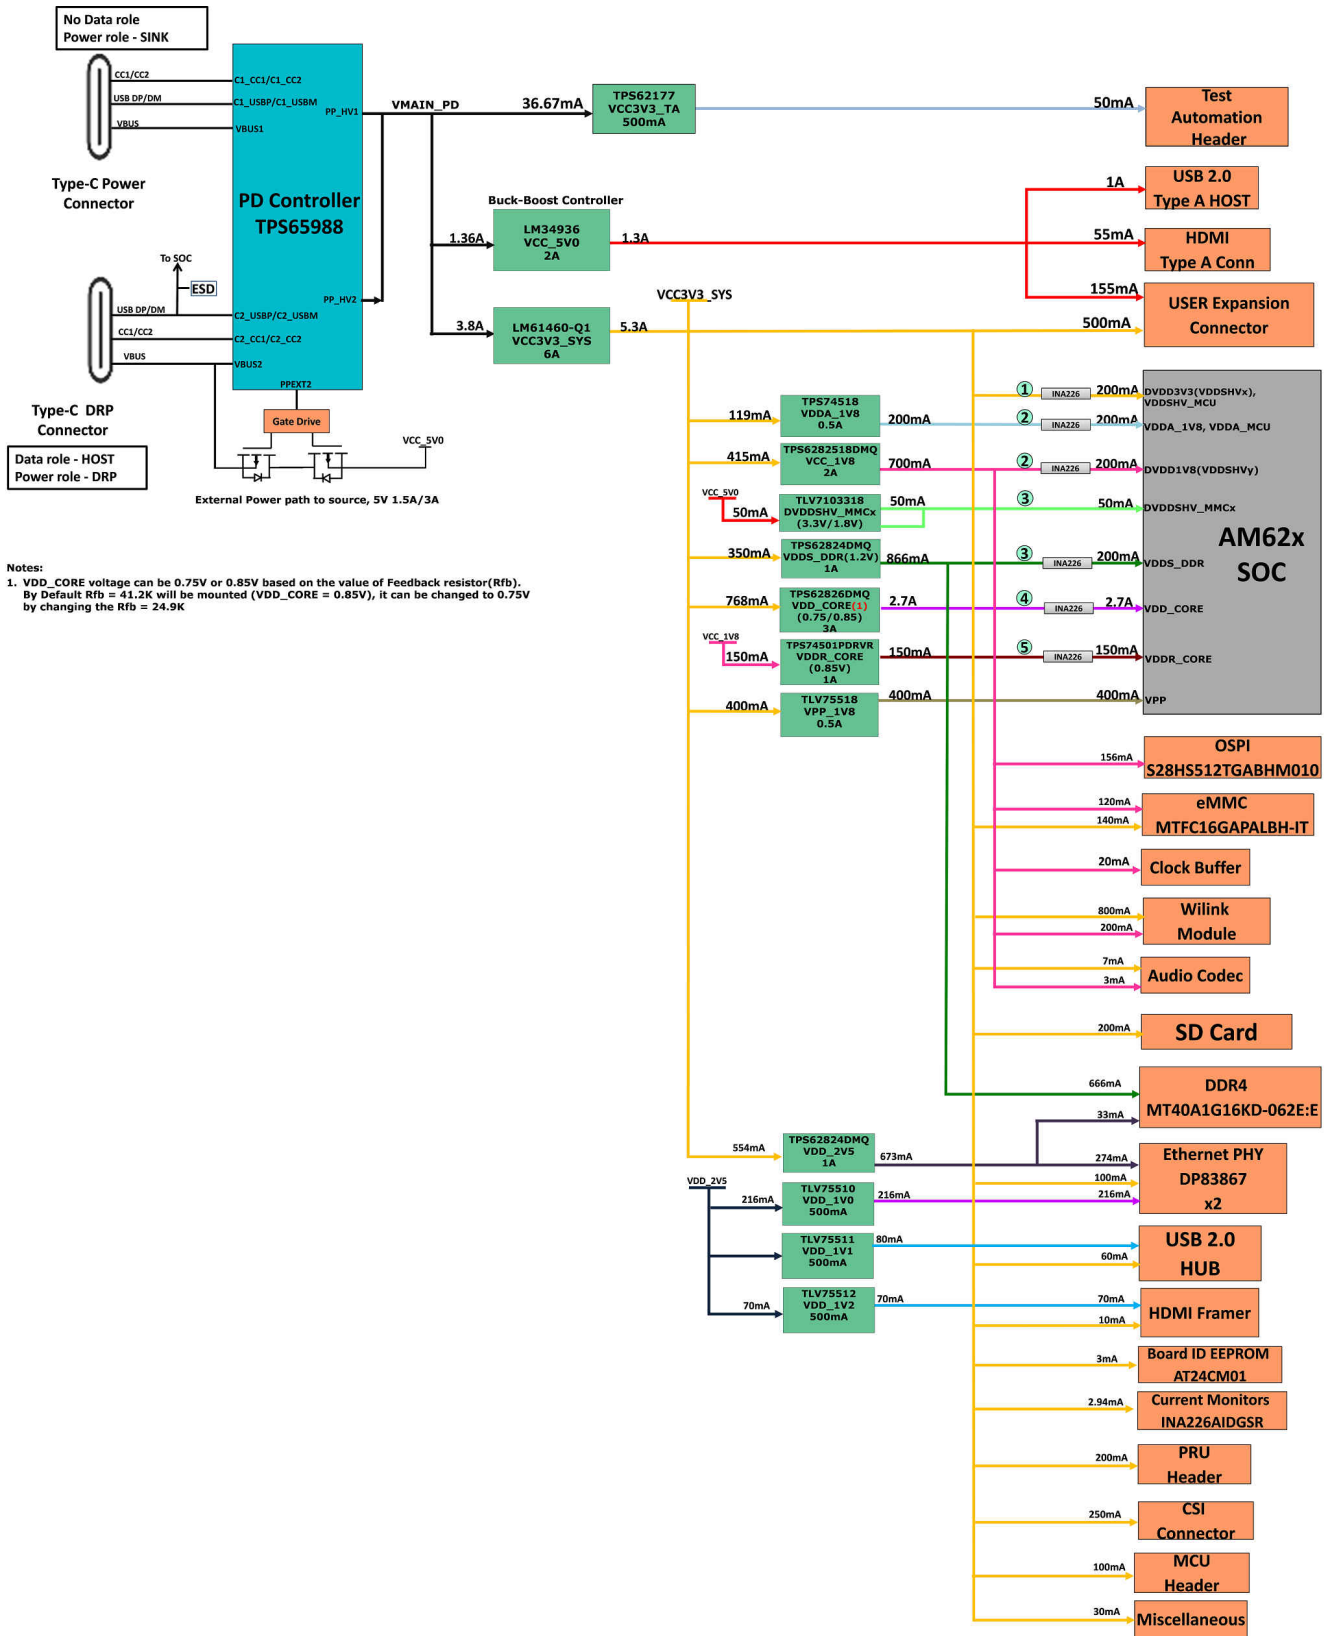 No Data role
Power role - SINK
CC1/CC2
USB DP/DM
VBUS
Type-C Power
Connector
C1_CC1/C1_CC2
C1_USBP/C1_USBM
VBUS1
PP_HV1
PD Controller
TPS65988
PP_HV2
C2_USBP/C2_USBM
C2_CC1/C2_CC2
VBUS2
PPEXT2
To SOC
ESD
USB DP/DM
CC1/CC2
VBUS
Type-C DRP
Connector
Data role - HOST
Power role - DRP
Gate Drive
VCC_5V0
External Power path to source, 5V 1.5A/3A
Notes:
1. VDD_CORE voltage can be 0.75V or 0.85V based on the value of Feedback resistor(Rfb).
By Default Rfb = 41.2K will be mounted (VDD_CORE = 0.85V), it can be changed to 0.75V
by changing the Rfb = 24.9K
VMAIN_PD
36.67mA
TPS62177
VCC3V3_TA
500mA
50mA
Test
Automation
Header
Buck-Boost Controller
1.36A
LM34936
VCC_5V0
2A
1.3A
1A
USB 2.0
Type A HOST
55mA
HDMI
Type A Conn
155mA
500mA
USER Expansion
Connector
VCC3V3_SYS
3.8A
LM61460-Q1
VCC3V3_SYS
6A
5.3A
119mA
TPS74518
VDDA_1V8
0.5A
200mA
415mA
TPS6282518DMQ
VCC_1V8
2A
700mA
VCC_5V0
50mA
TLV7103318
DVDDSHV_MMCx
(3.3V/1.8V)
50mA
350mA
TPS62824DMQ
VDDS_DDR(1.2V)
1A
866mA
768mA
TPS62826DMQ
VDD_CORE(1)
(0.75/0.85)
3A
2.7A
VCC_1V8
150mA
TPS74501PDRVR
VDDR_CORE
(0.85V)
1A
150mA
400mA
TLV75518
VPP_1V8
0.5A
400mA
1
INA226
200mA
DVDD3V3(VDDSHVx),
VDDSHV_MCU
2
INA226
200mA
VDDA_1V8, VDDA_MCU
2
INA226
200mA
DVDD1V8(VDDSHVy)
3
50mA
DVDDSHV_MMCx
3
INA226
200mA
VDDS_DDR
4
INA226
2.7A
VDD_CORE
5
INA226
150mA
VDDR_CORE
400mA
VPP
AM62x
SOC
156mA
OSPI
S28HS512TGABHM010
120mA
140mA
eMMC
MTFC16GAPALBH-IT
20mA
Clock Buffer
800mA
200mA
Wilink
Module
7mA
3mA
Audio Codec
200mA
SD Card
666mA
33mA
DDR4
MT40A1G16KD-062E:E
554mA
TPS62824DMQ
VDD_2V5
1A
673mA
274mA
100mA
216mA
Ethernet PHY
DP83867
x2
VDD_2V5
216mA
TLV75510
VDD_1V0
500mA
216mA
TLV75511
VDD_1V1
500mA
80mA
60mA
USB 2.0
HUB
70mA
TLV75512
VDD_1V2
500mA
70mA
70mA
10mA
HDMI Framer
3mA
Board ID EEPROM
AT24CM01
2.94mA
Current Monitors
INA226AIDGSR
200mA
PRU
Header
250mA
CSI
Connector
100mA
MCU
Header
30mA
Miscellaneous